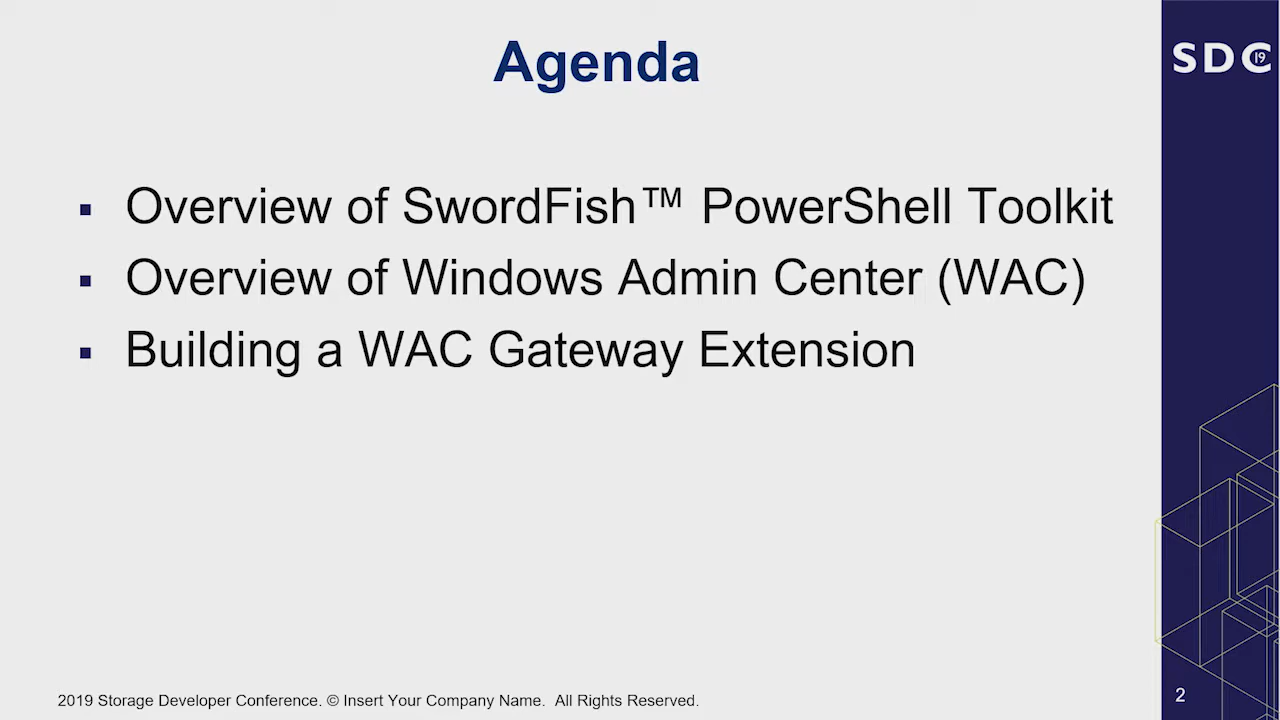 Agenda
SDC 19
▪ Overview of SwordFish™ PowerShell Toolkit
▪ Overview of Windows Admin Center (WAC)
▪ Building a WAC Gateway Extension
2019 Storage Developer Conference. © Insert Your Company Name. All Rights Reserved.
2